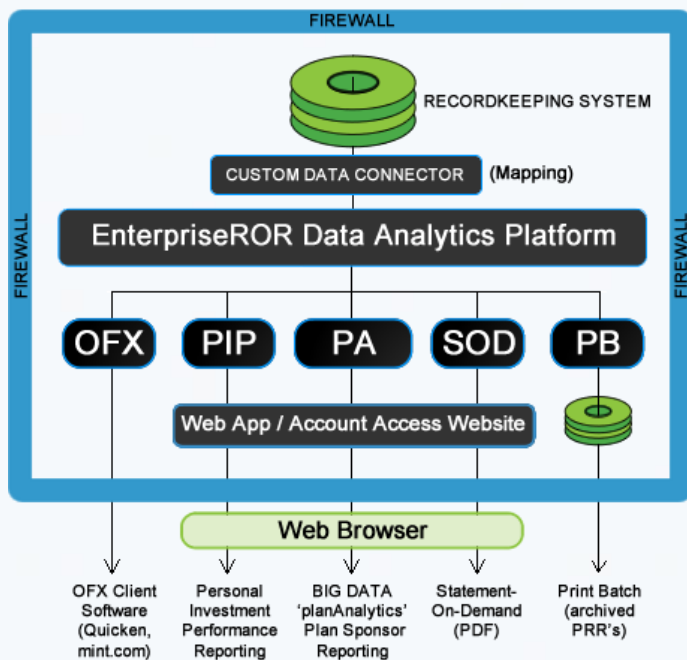 FIREWALL
RECORDKEEPING SYSTEM
CUSTOM DATA CONNECTOR
(Mapping)
EnterpriseROR Data Analytics Platform
FIREWALL
FIREWALL
OFX
PIP
PA
SOD
PB
Web App / Account Access Website
Web Browser
OFX Client
Software
(Quicken,
mint.com)
Personal
Investment
Performance
Reporting
BIG DATA
'planAnalytics'
Plan Sponsor
Reporting
Statement-
On-Demand
(PDF)
Print Batch
(archived
PRR's)